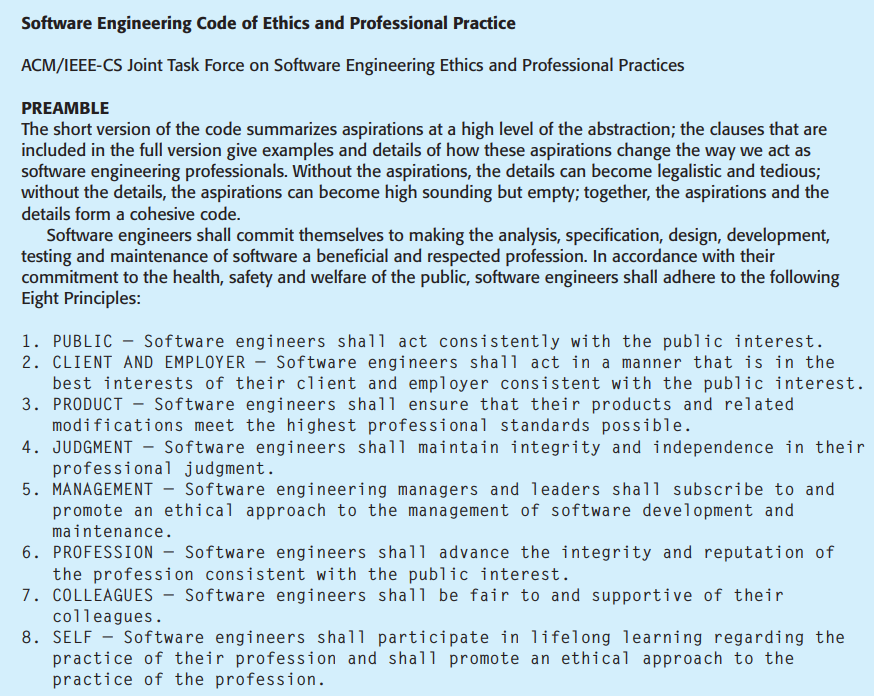 Software Engineering Code of Ethics and Professional Practice
ACM/IEEE-CS Joint Task Force on Software Engineering Ethics and Professional Practices
PREAMBLE
The short version of the code summarizes aspirations at a high level of the abstraction; the clauses that are
included in the full version give examples and details of how these aspirations change the way we act as
software engineering professionals. Without the aspirations, the details can become legalistic and tedious;
without the details, the aspirations can become high sounding but empty; together, the aspirations and the
details form a cohesive code.
Software engineers shall commit themselves to making the analysis, specification, design, development,
testing and maintenance of software a beneficial and respected profession. In accordance with their
commitment to the health, safety and welfare of the public, software engineers shall adhere to the following
Eight Principles:
1. PUBLIC — Software engineers shall act consistently with the public interest.
2. CLIENT AND EMPLOYER — Software engineers shall act in a manner that is in the
best interests of their client and employer consistent with the public interest.
3. PRODUCT — Software engineers shall ensure that their products and related
modifications meet the highest professional standards possible.
4. JUDGMENT — Software engineers shall maintain integrity and independence in their
professional judgment.
5. MANAGEMENT — Software engineering managers and leaders shall subscribe to and
promote an ethical approach to the management of software development and
maintenance.
6. PROFESSION — Software engineers shall advance the integrity and reputation of
the profession consistent with the public interest.
7. COLLEAGUES — Software engineers shall be fair to and supportive of their
colleagues.
8. SELF — Software engineers shall participate in lifelong learning regarding the
practice of their profession and shall promote an ethical approach to the
practice of the profession.